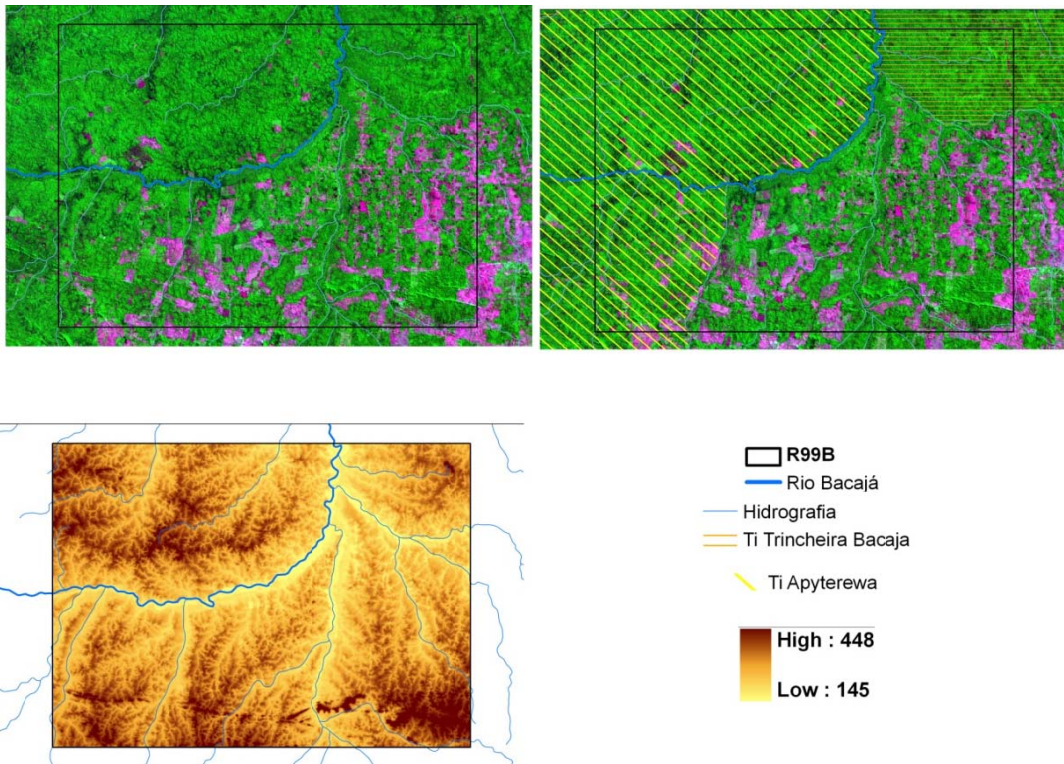 R99B
Rio Bacajá
Hidrografia
Ti Trincheira Bacaja
Ti Apyterewa
High : 448
Low : 145